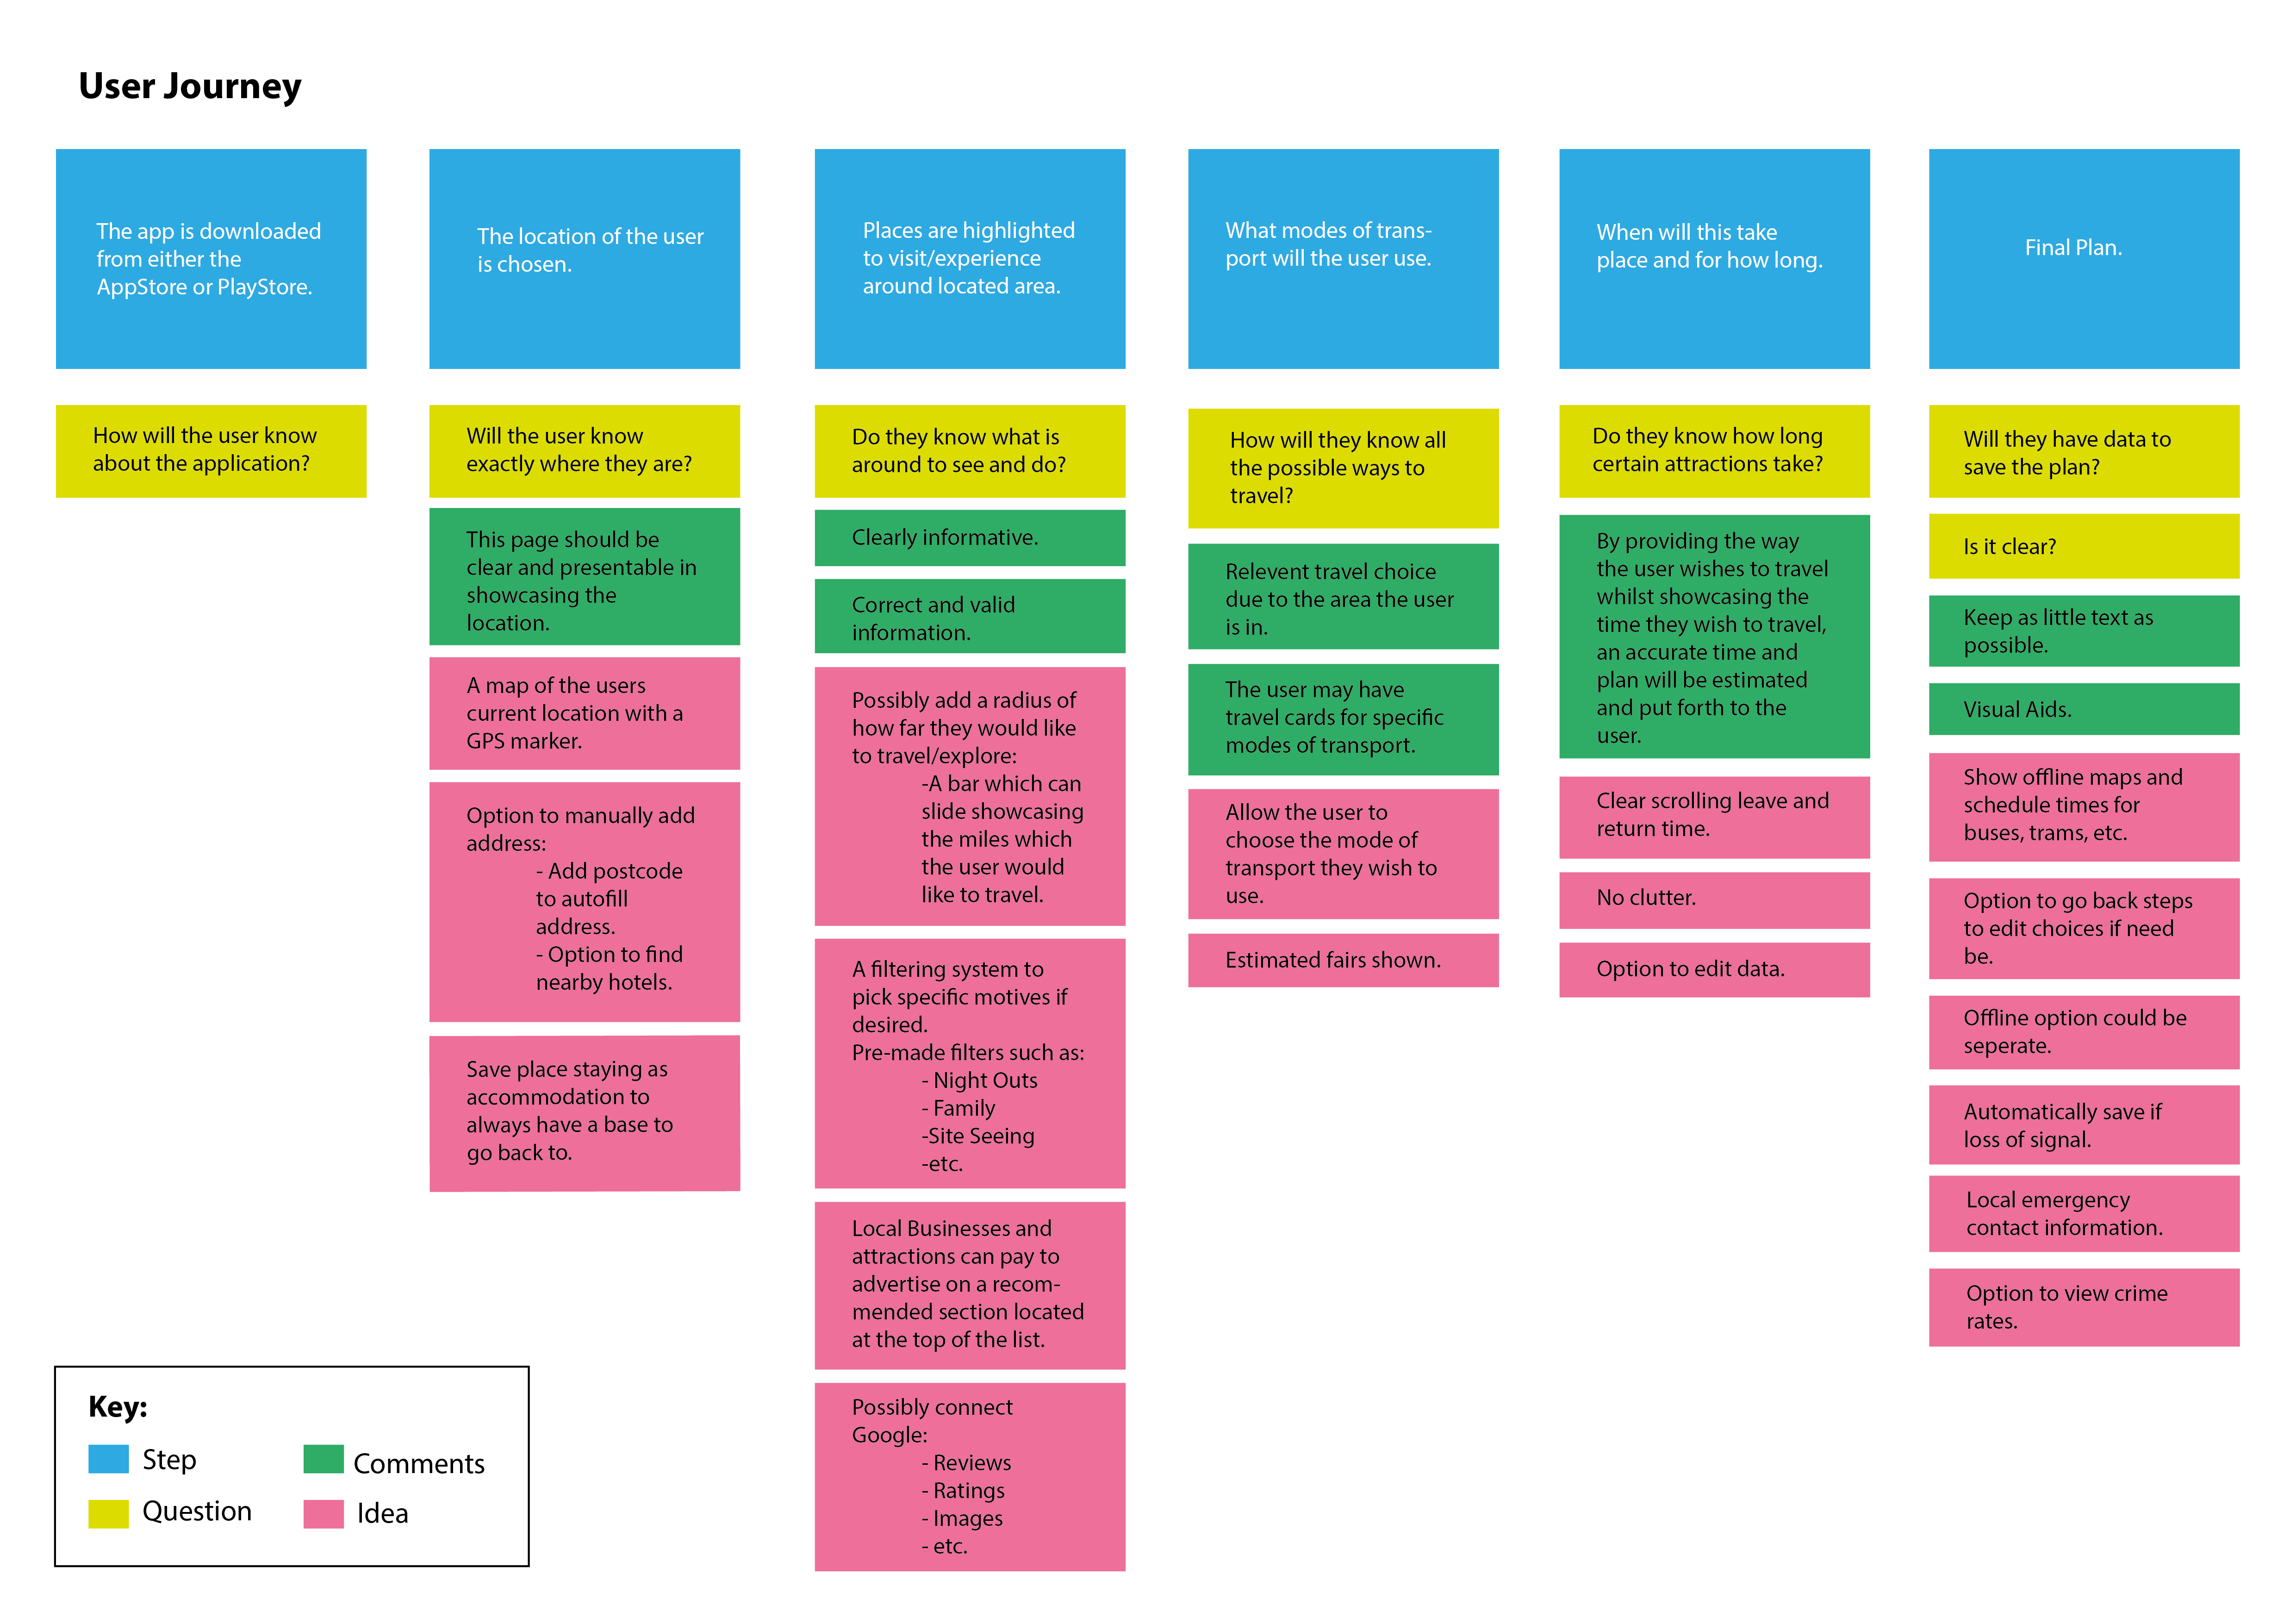 User Journey
The app is downloaded
from either the
AppStore or PlayStore.
How will the user know
about the application?
The location of the user
is chosen.
Will the user know
exactly where they are?
This page should be
clear and presentable in
showcasing the
location.
A map of the users
current location with a
GPS marker.
Option to manually add
address:
- Add postcode
to autofill
address.
- Option to find
nearby hotels.
Save place staying as
accommodation to
always have a base to
go back to.
Places are highlighted
to visit/experience
around located area.
Do they know what is
around to see and do?
Clearly informative.
Correct and valid
information.
Possibly add a radius of
how far they would like
to travel/explore:
-A bar which can
slide showcasing
the miles which
the user would
like to travel.
A filtering system to
pick specific motives if
desired.
Pre-made filters such as:
- Night Outs
- Family
-Site Seeing
-etc.
Local Businesses and
attractions can pay to
advertise on a recom-
mended section located
at the top of the list.
Possibly connect
Google:
- Reviews
- Ratings
- Images
- etc.
What modes of trans-
port will the user use.
How will they know all
the possible ways to
travel?
Relevent travel choice
due to the area the user
is in.
The user may have
travel cards for specific
modes of transport.
Allow the user to
choose the mode of
transport they wish to
use.
Estimated fairs shown.
When will this take
place and for how long.
Do they know how long
certain attractions take?
By providing the way
the user wishes to travel
whilst showcasing the
time they wish to travel,
an accurate time and
plan will be estimated
and put forth to the
user.
Clear scrolling leave and
return time.
No clutter.
Option to edit data.
Final Plan.
Will they have data to
save the plan?
Is it clear?
Keep as little text as
possible.
Visual Aids.
Show offline maps and
schedule times for
buses, trams, etc.
Option to go back steps
to edit choices if need
be.
Offline option could be
seperate.
Automatically save if
loss of signal.
Local emergency
contact information.
Option to view crime
rates.
Key:
Step
Comments
Question
Idea